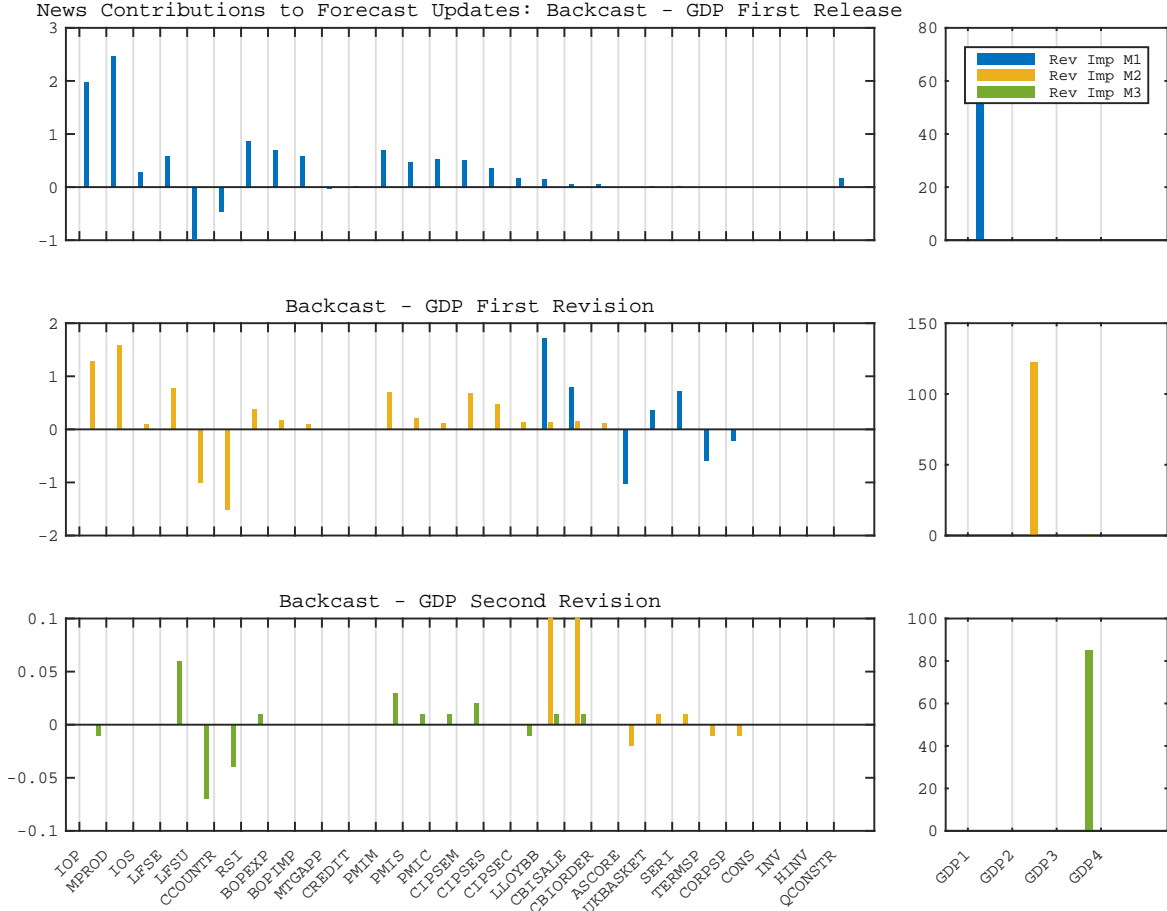 News Contributions to Forecast Updates: Backcast - GDP First Release
3
2
1
0
-1
80
60
40
20
0
Rev Imp M1
Rev Imp M2
Rev Imp M3
Backcast - GDP First Revision
2
1
0
-1
-2
150
100
50
0
Backcast - GDP Second Revision
0.1
0.05
0
-0.05
-0.1
100
80
60
40
20
0
IOP
MPROD
IOS
LFSE
LFSU
CCOUNTR
RSI
BOPEXP
BOPIMP
MTGAPP
CREDIT
PMIM
PMIS
PMIC
CIPSEM
CIPSES
CIPSEC
LLOYBB
CBISALE
CBIORDER
ASCORE
UKBASKET
SERI
TERMSP
CORPSP
CONS
INV
HINV
QCONSTR
GDP1
GDP2
GDP3
GDP4